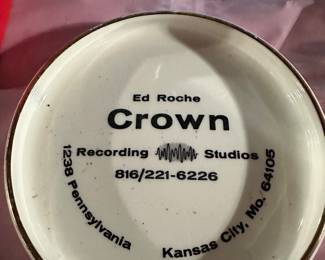 Ed Roche
Crown
Recording Studios
816/221-6226
1238 Pennsylvania
Kansas City, Mo. 64105